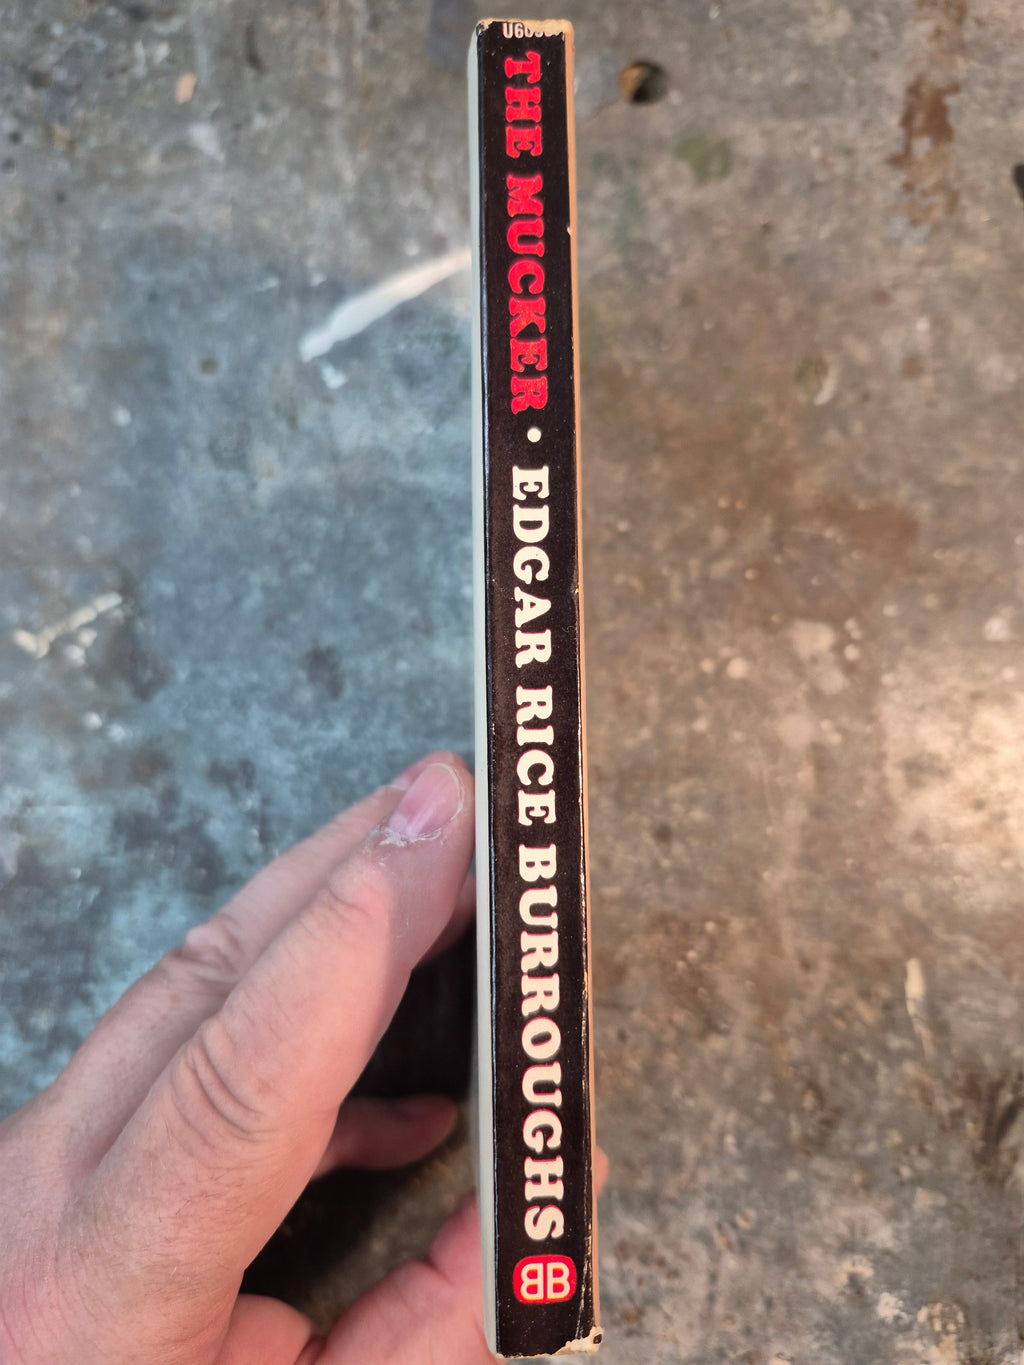 THE MUCKER • EDGAR RICE BURROUGHS
BB